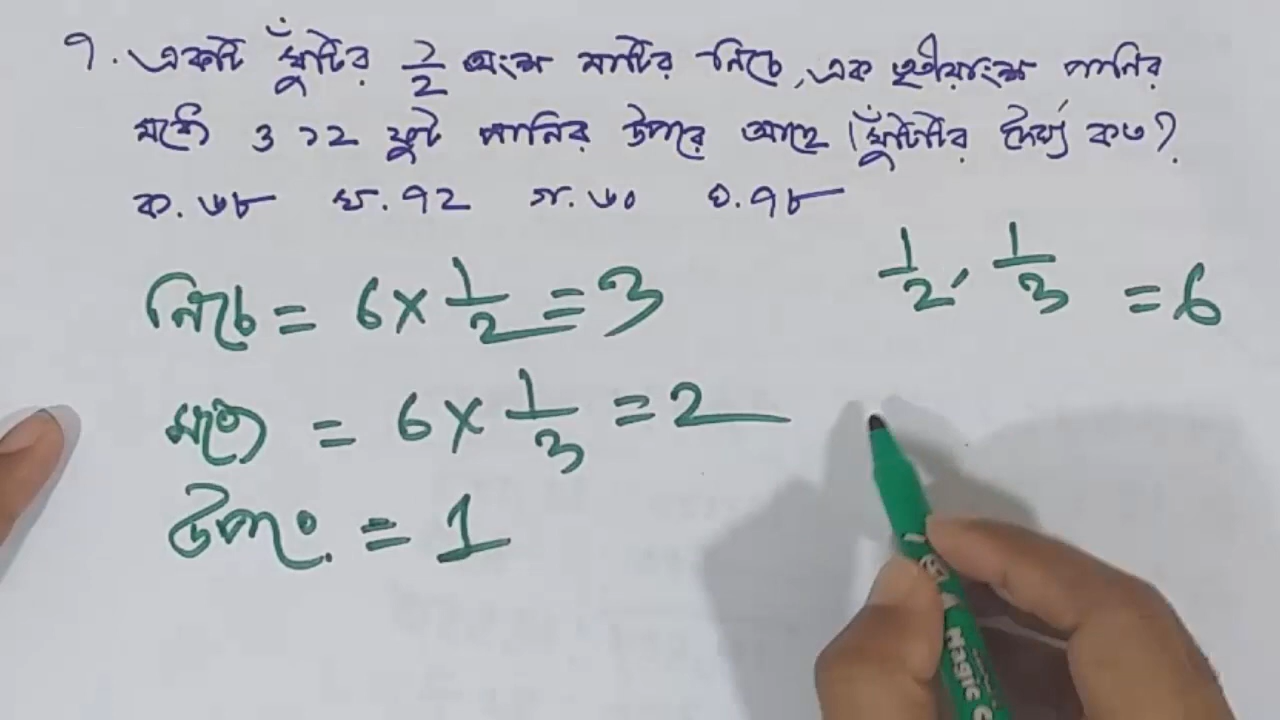 ৭. একটি খুঁটির ১/২ অংশ মাটির নিচে, এক তৃতীয়াংশ পানির
মধ্যে ও ১২ ফুট পানির উপরে আছে। খুঁটিটির দৈর্ঘ্য কত?
ক. ৬৮ খ. ৭২ গ. ৬০ ঘ. ৭৮
1/2, 1/3 = 6
নিচে = 6 × 1/2 = 3
মধ্যে = 6 × 1/3 = 2
= 1
Magic C